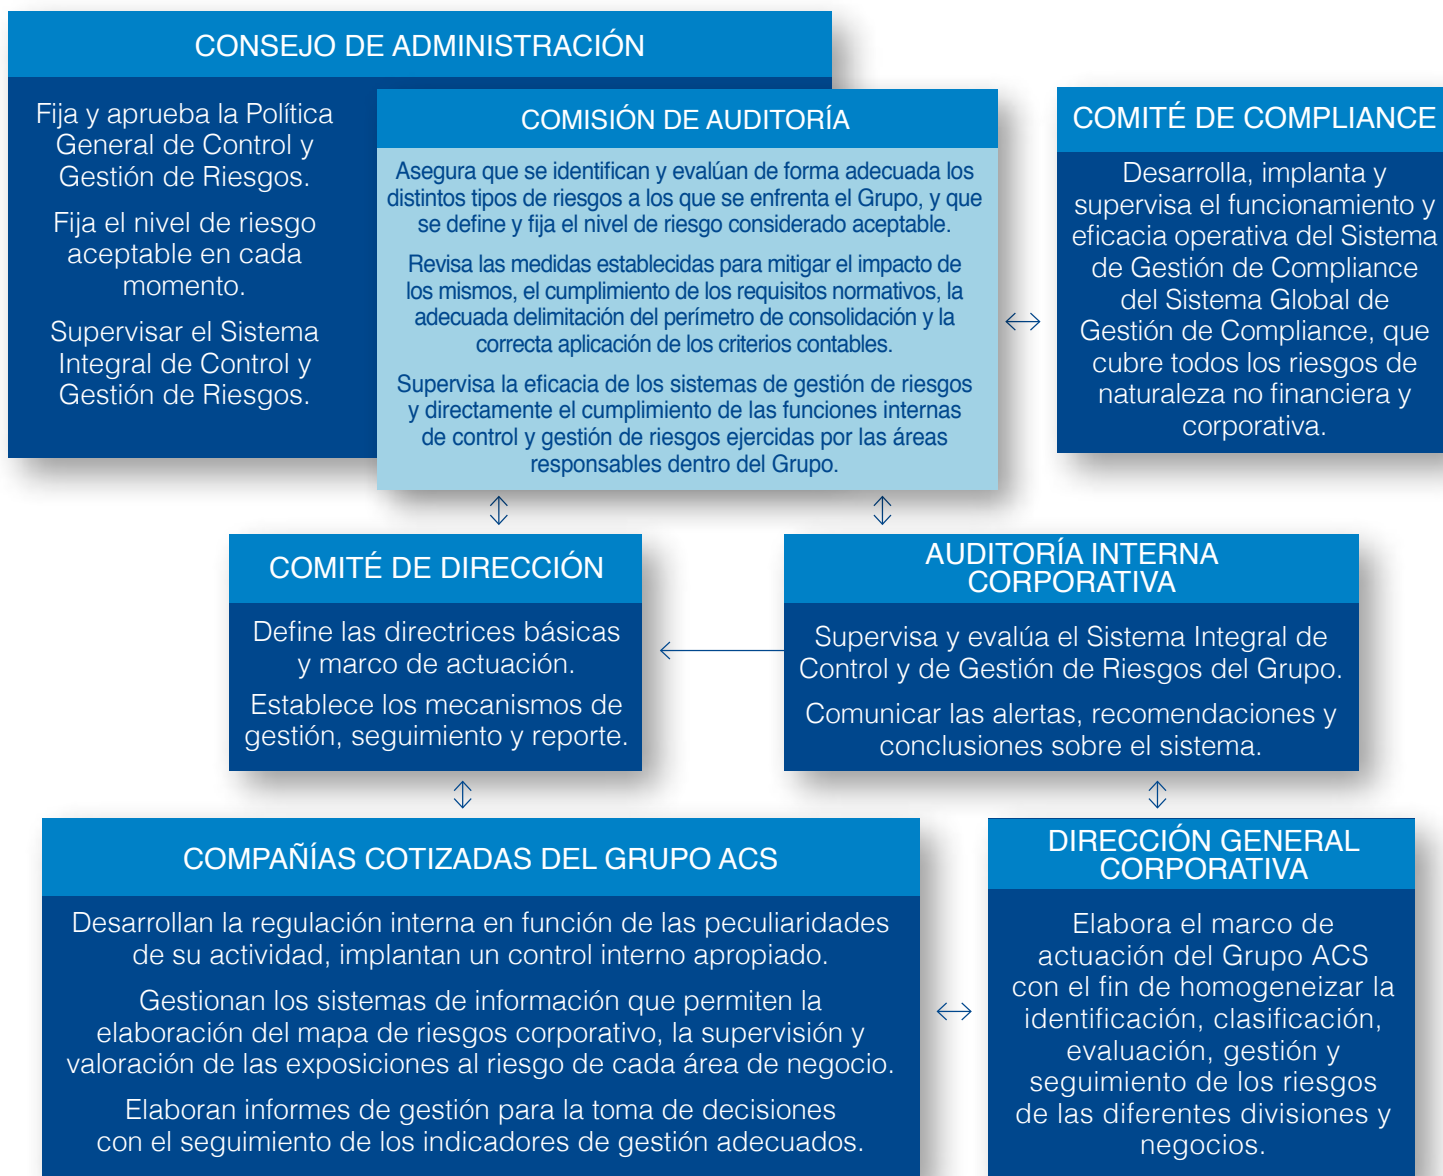 CONSEJO DE ADMINISTRACIÓN
Fija y aprueba la Política
General de Control y
Gestión de Riesgos.
Fija el nivel de riesgo
aceptable en cada
momento.
Supervisar el Sistema
Integral de Control y
Gestión de Riesgos.
COMISIÓN DE AUDITORÍA
Asegura que se identifican y evalúan de forma adecuada los
distintos tipos de riesgos a los que se enfrenta el Grupo, y que
se define y fija el nivel de riesgo considerado aceptable.
Revisa las medidas establecidas para mitigar el impacto de
los mismos, el cumplimiento de los requisitos normativos, la
adecuada delimitación del perímetro de consolidación y la
correcta aplicación de los criterios contables.
Supervisa la eficacia de los sistemas de gestión de riesgos
y directamente el cumplimiento de las funciones internas
de control y gestión de riesgos ejercidas por las áreas
responsables dentro del Grupo.
COMITÉ DE COMPLIANCE
Desarrolla, implanta y
supervisa el funcionamiento y
eficacia operativa del Sistema
de Gestión de Compliance
del Sistema Global de
Gestión de Compliance, que
cubre todos los riesgos de
naturaleza no financiera y
corporativa.
COMITÉ DE DIRECCIÓN
Define las directrices básicas
y marco de actuación.
Establece los mecanismos de
gestión, seguimiento y reporte.
AUDITORÍA INTERNA
CORPORATIVA
Supervisa y evalúa el Sistema Integral de
Control y de Gestión de Riesgos del Grupo.
Comunicar las alertas, recomendaciones y
conclusiones sobre el sistema.
COMPAÑÍAS COTIZADAS DEL GRUPO ACS
Desarrollan la regulación interna en función de las peculiaridades
de su actividad, implantan un control interno apropiado.
Gestionan los sistemas de información que permiten la
elaboración del mapa de riesgos corporativo, la supervisión y
valoración de las exposiciones al riesgo de cada área de negocio.
Elaboran informes de gestión para la toma de decisiones
con el seguimiento de los indicadores de gestión adecuados.
DIRECCIÓN GENERAL
CORPORATIVA
Elabora el marco de
actuación del Grupo ACS
con el fin de homogeneizar la
identificación, clasificación,
evaluación, gestión y
seguimiento de los riesgos
de las diferentes divisiones y
negocios.